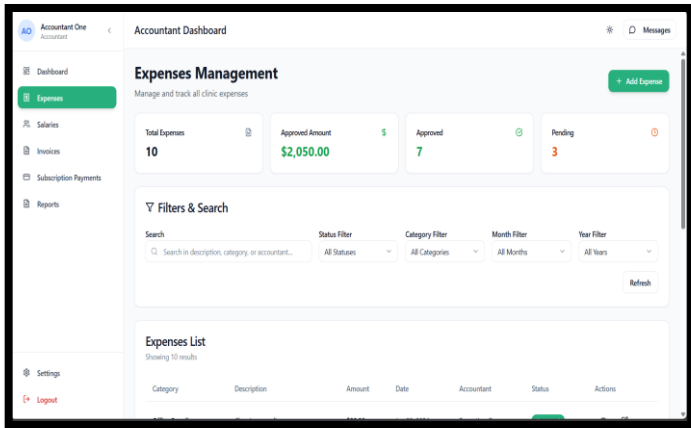 AO
Accountant One
Accountant
Dashboard
Expenses
Salaries
Invoices
Subscription Payments
Reports
Settings
Logout
Accountant Dashboard
Messages
Expenses Management
Manage and track all clinic expenses
+ Add Expense
Total Expenses
10
Approved Amount
$
$2,050.00
Approved
7
Pending
3
Filters & Search
Search
Search in description, category, or accountant...
Status Filter
All Statuses
Category Filter
All Categories
Month Filter
All Months
Year Filter
All Years
Refresh
Expenses List
Showing 10 results
Category Description Amount Date Accountant Status Actions